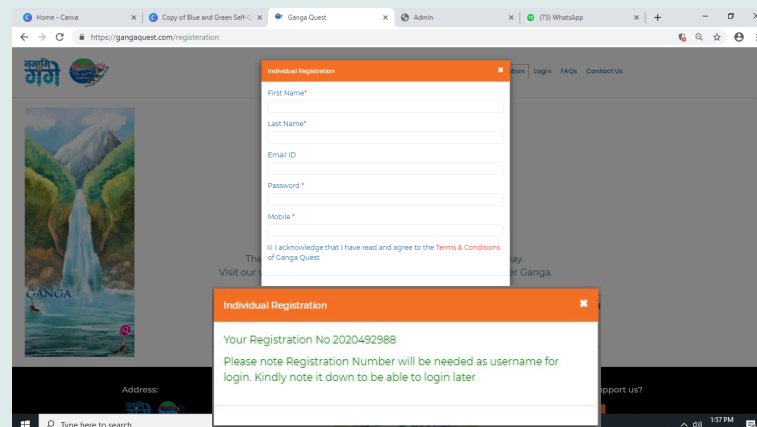 Home - Canva
Copy of Blue and Green Self-C
Ganga Quest
Admin
(73) WhatsApp
https://gangaquest.com/registeration
नमामि
गंगे
Individual Registration
tion Login FAQs Contact Us
First Name*
Last Name*
Email ID
Password *
Mobile *
I acknowledge that I have read and agree to the Terms & Conditions
of Ganga Quest
The
ay.
Visit our
er Ganga.
GANGA
Individual Registration
Your Registration No 2020492988
Please note Registration Number will be needed as username for
login. Kindly note it down to be able to login later
Address:
pport us?
Type here to search
1:57 PM